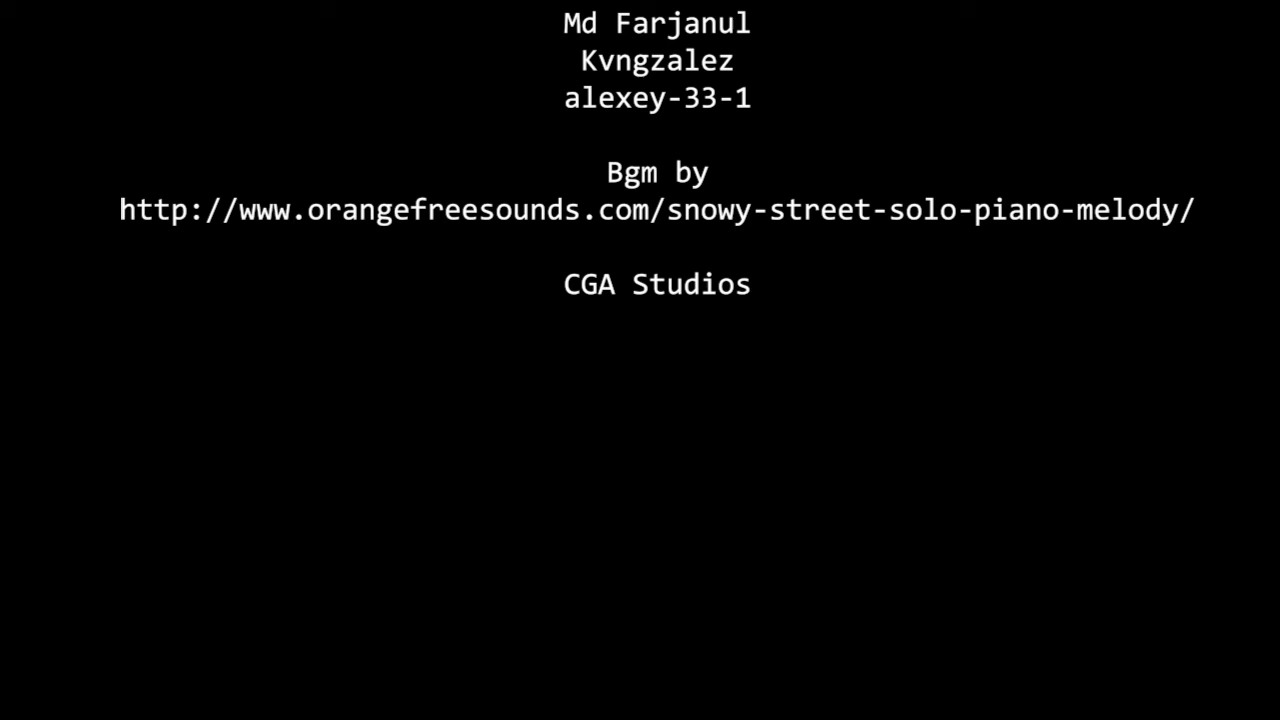 Md Farjanul
Kvngzalez
alexey-33-1
Bgm by
http://www.orangefreesounds.com/snowy-street-solo-piano-melody/
CGA Studios